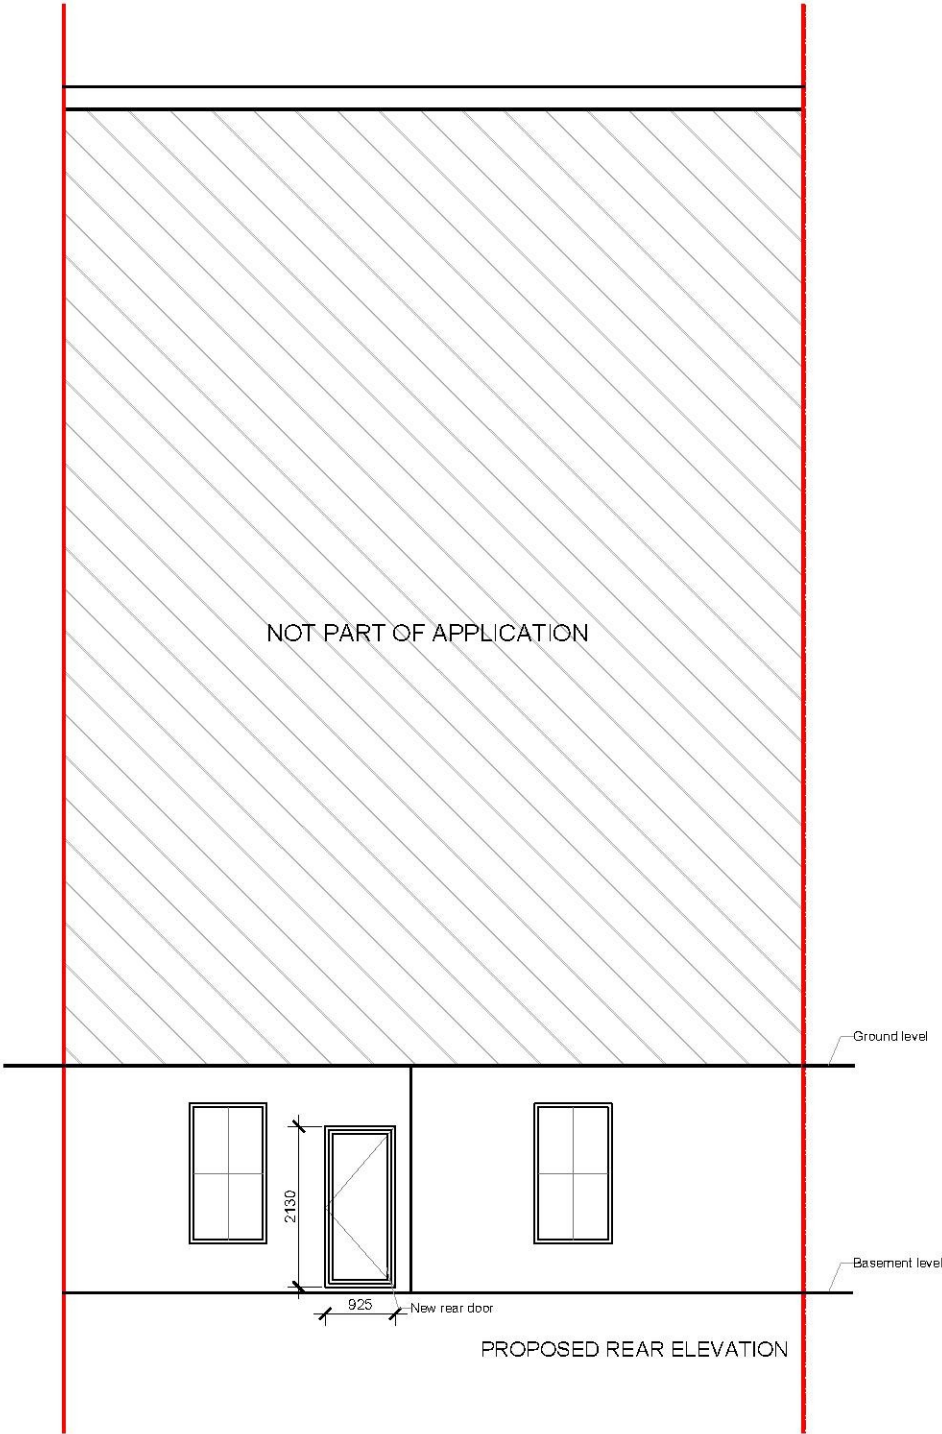 NOT PART OF APPLICATION
Ground level
2130
Basement level
925
New rear door
PROPOSED REAR ELEVATION